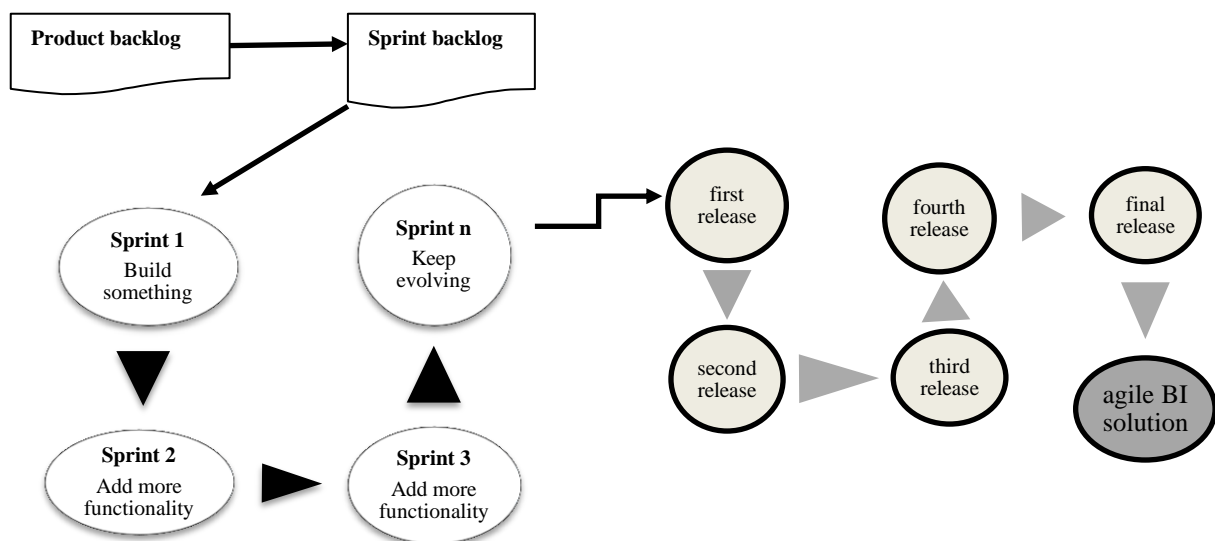 Product backlog
Sprint backlog
Sprint 1
Build
something
Sprint 2
Add more
functionality
Sprint 3
Add more
functionality
Sprint n
Keep
evolving
first
release
second
release
third
release
fourth
release
final
release
agile BI
solution